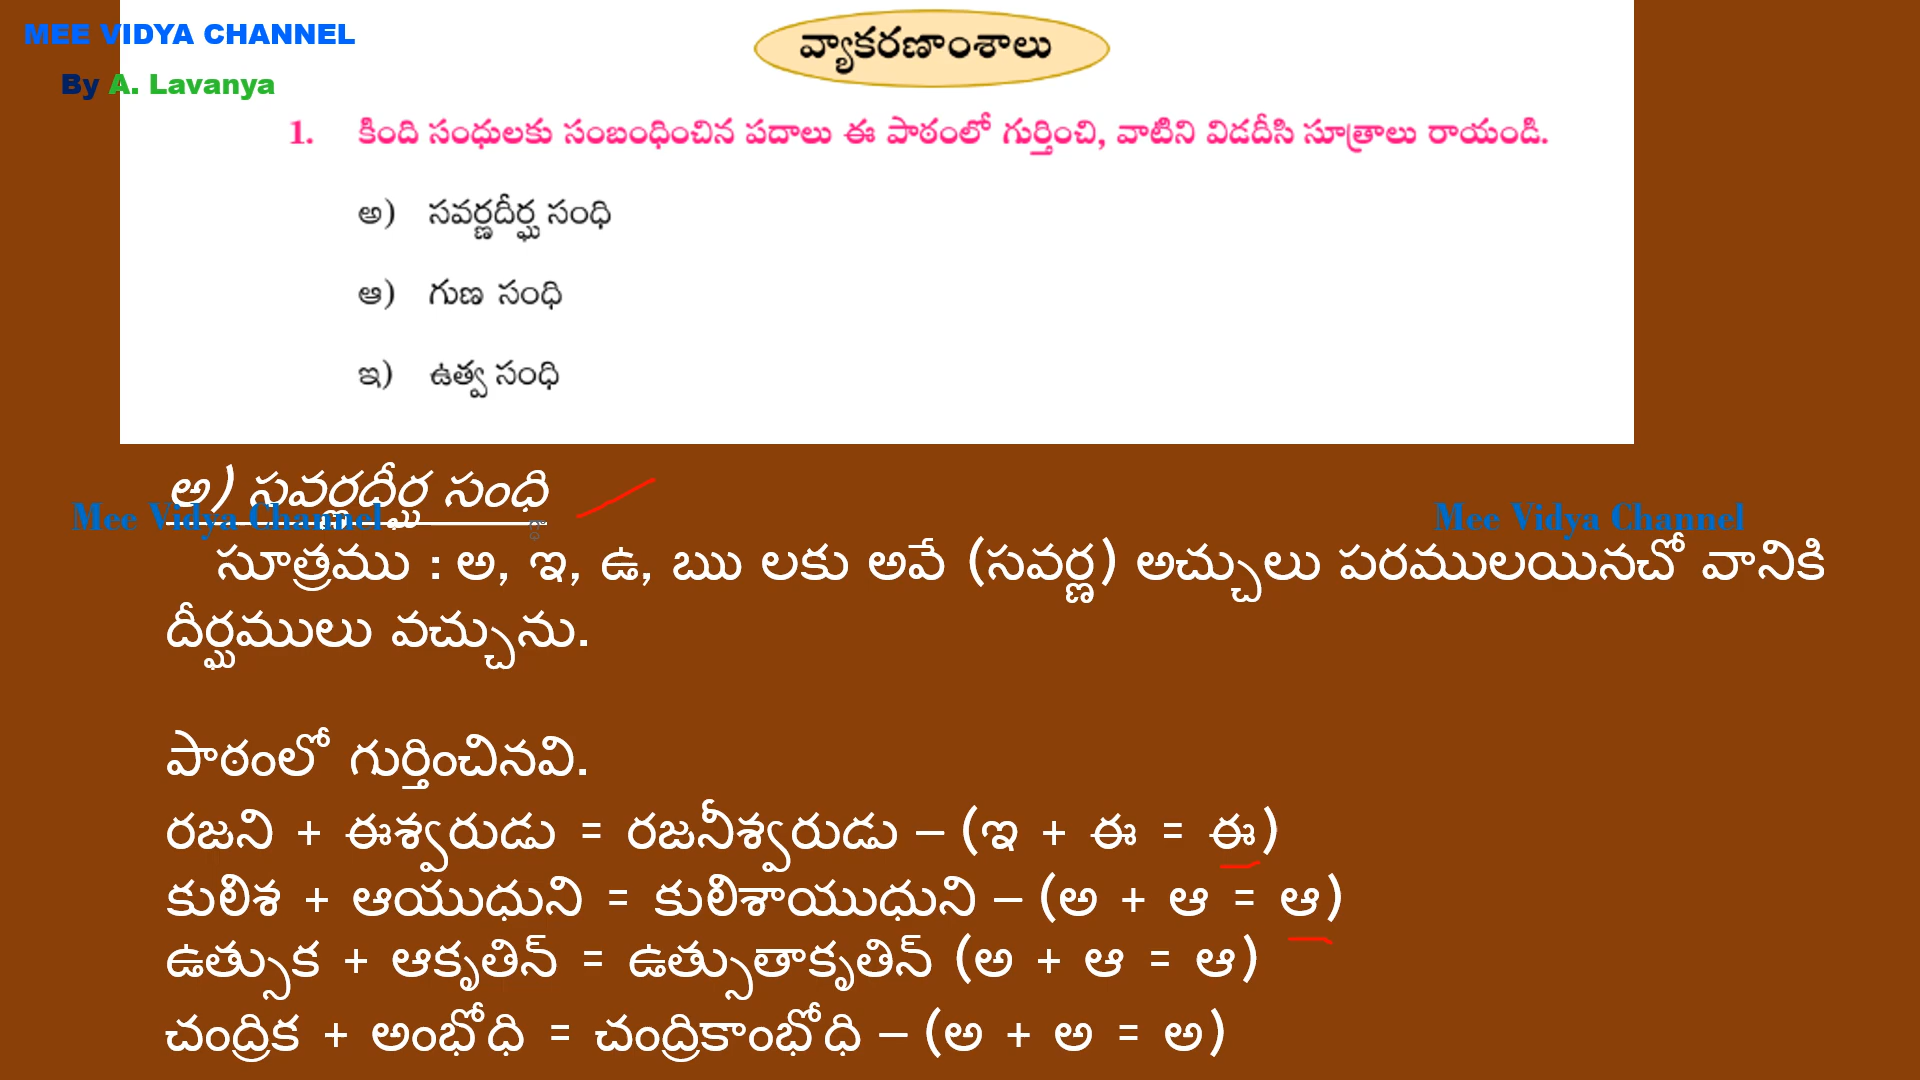 MEE VIDYA CHANNEL
By A. Lavanya
వ్యాకరణాంశాలు
1. కింది సంధులకు సంబంధించిన పదాలు ఈ పాఠంలో గుర్తించి, వాటిని విడదీసి సూత్రాలు రాయండి.
అ) సవర్ణదీర్ఘ సంధి
ఆ) గుణ సంధి
ఇ) ఉత్వ సంధి
అ) సవర్ణదీర్ఘ సంధి
Mee Vidya Channel
Mee Vidya Channel
సూత్రము : అ, ఇ, ఉ, ఋ లకు అవే (సవర్ణ) అచ్చులు పరములయినచో వానికి
దీర్ఘములు వచ్చును.
పాఠంలో గుర్తించినవి.
రజని + ఈశ్వరుడు = రజనీశ్వరుడు – (ఇ + ఈ = ఈ)
కులిశ + ఆయుధుని = కులిశాయుధుని – (అ + ఆ = ఆ)
ఉత్సుక + ఆకృతిన్ = ఉత్సుతాకృతిన్ (అ + ఆ = ఆ)
చంద్రిక + అంభోధి = చంద్రికాంభోధి – (అ + అ = అ)